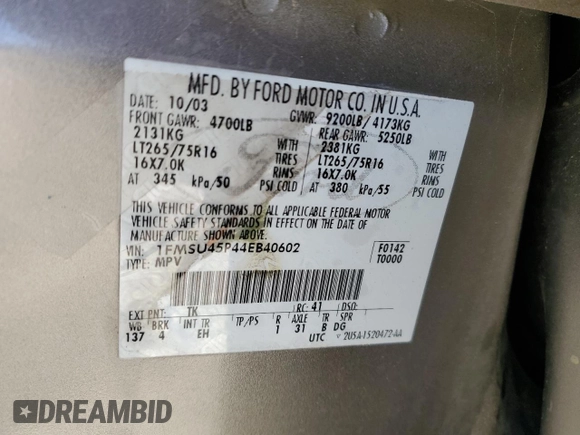 MFD. BY FORD MOTOR CO. IN U.S.A.
DATE: 10/03 GVWR: 9200LB/ 4173KG
FRONT GAWR: 4700LB REAR GAWR: 5250LB
2131KG WITH 2381KG WITH
LT265/75R16 TIRES LT265/75R16 TIRES
16X7.0K RIMS 16X7.0K RIMS
AT 345 kPa/50 PSI COLD AT 380 kPa/55 PSI COLD
THIS VEHICLE CONFORMS TO ALL APPLICABLE FEDERAL MOTOR
VEHICLE SAFETY STANDARDS IN EFFECT ON THE DATE OF
MANUFACTURE SHOWN ABOVE.
VIN: 1FMSU45P44EB40602 F0142
TYPE: MPV T0000
EXT PNT: TK RC: 41
WB BRK INT TR TP/PS R AXLE TR SPR
137 4 EH 1 31 B DG
UTC 2U5A-1520472-AA
DREAMBID